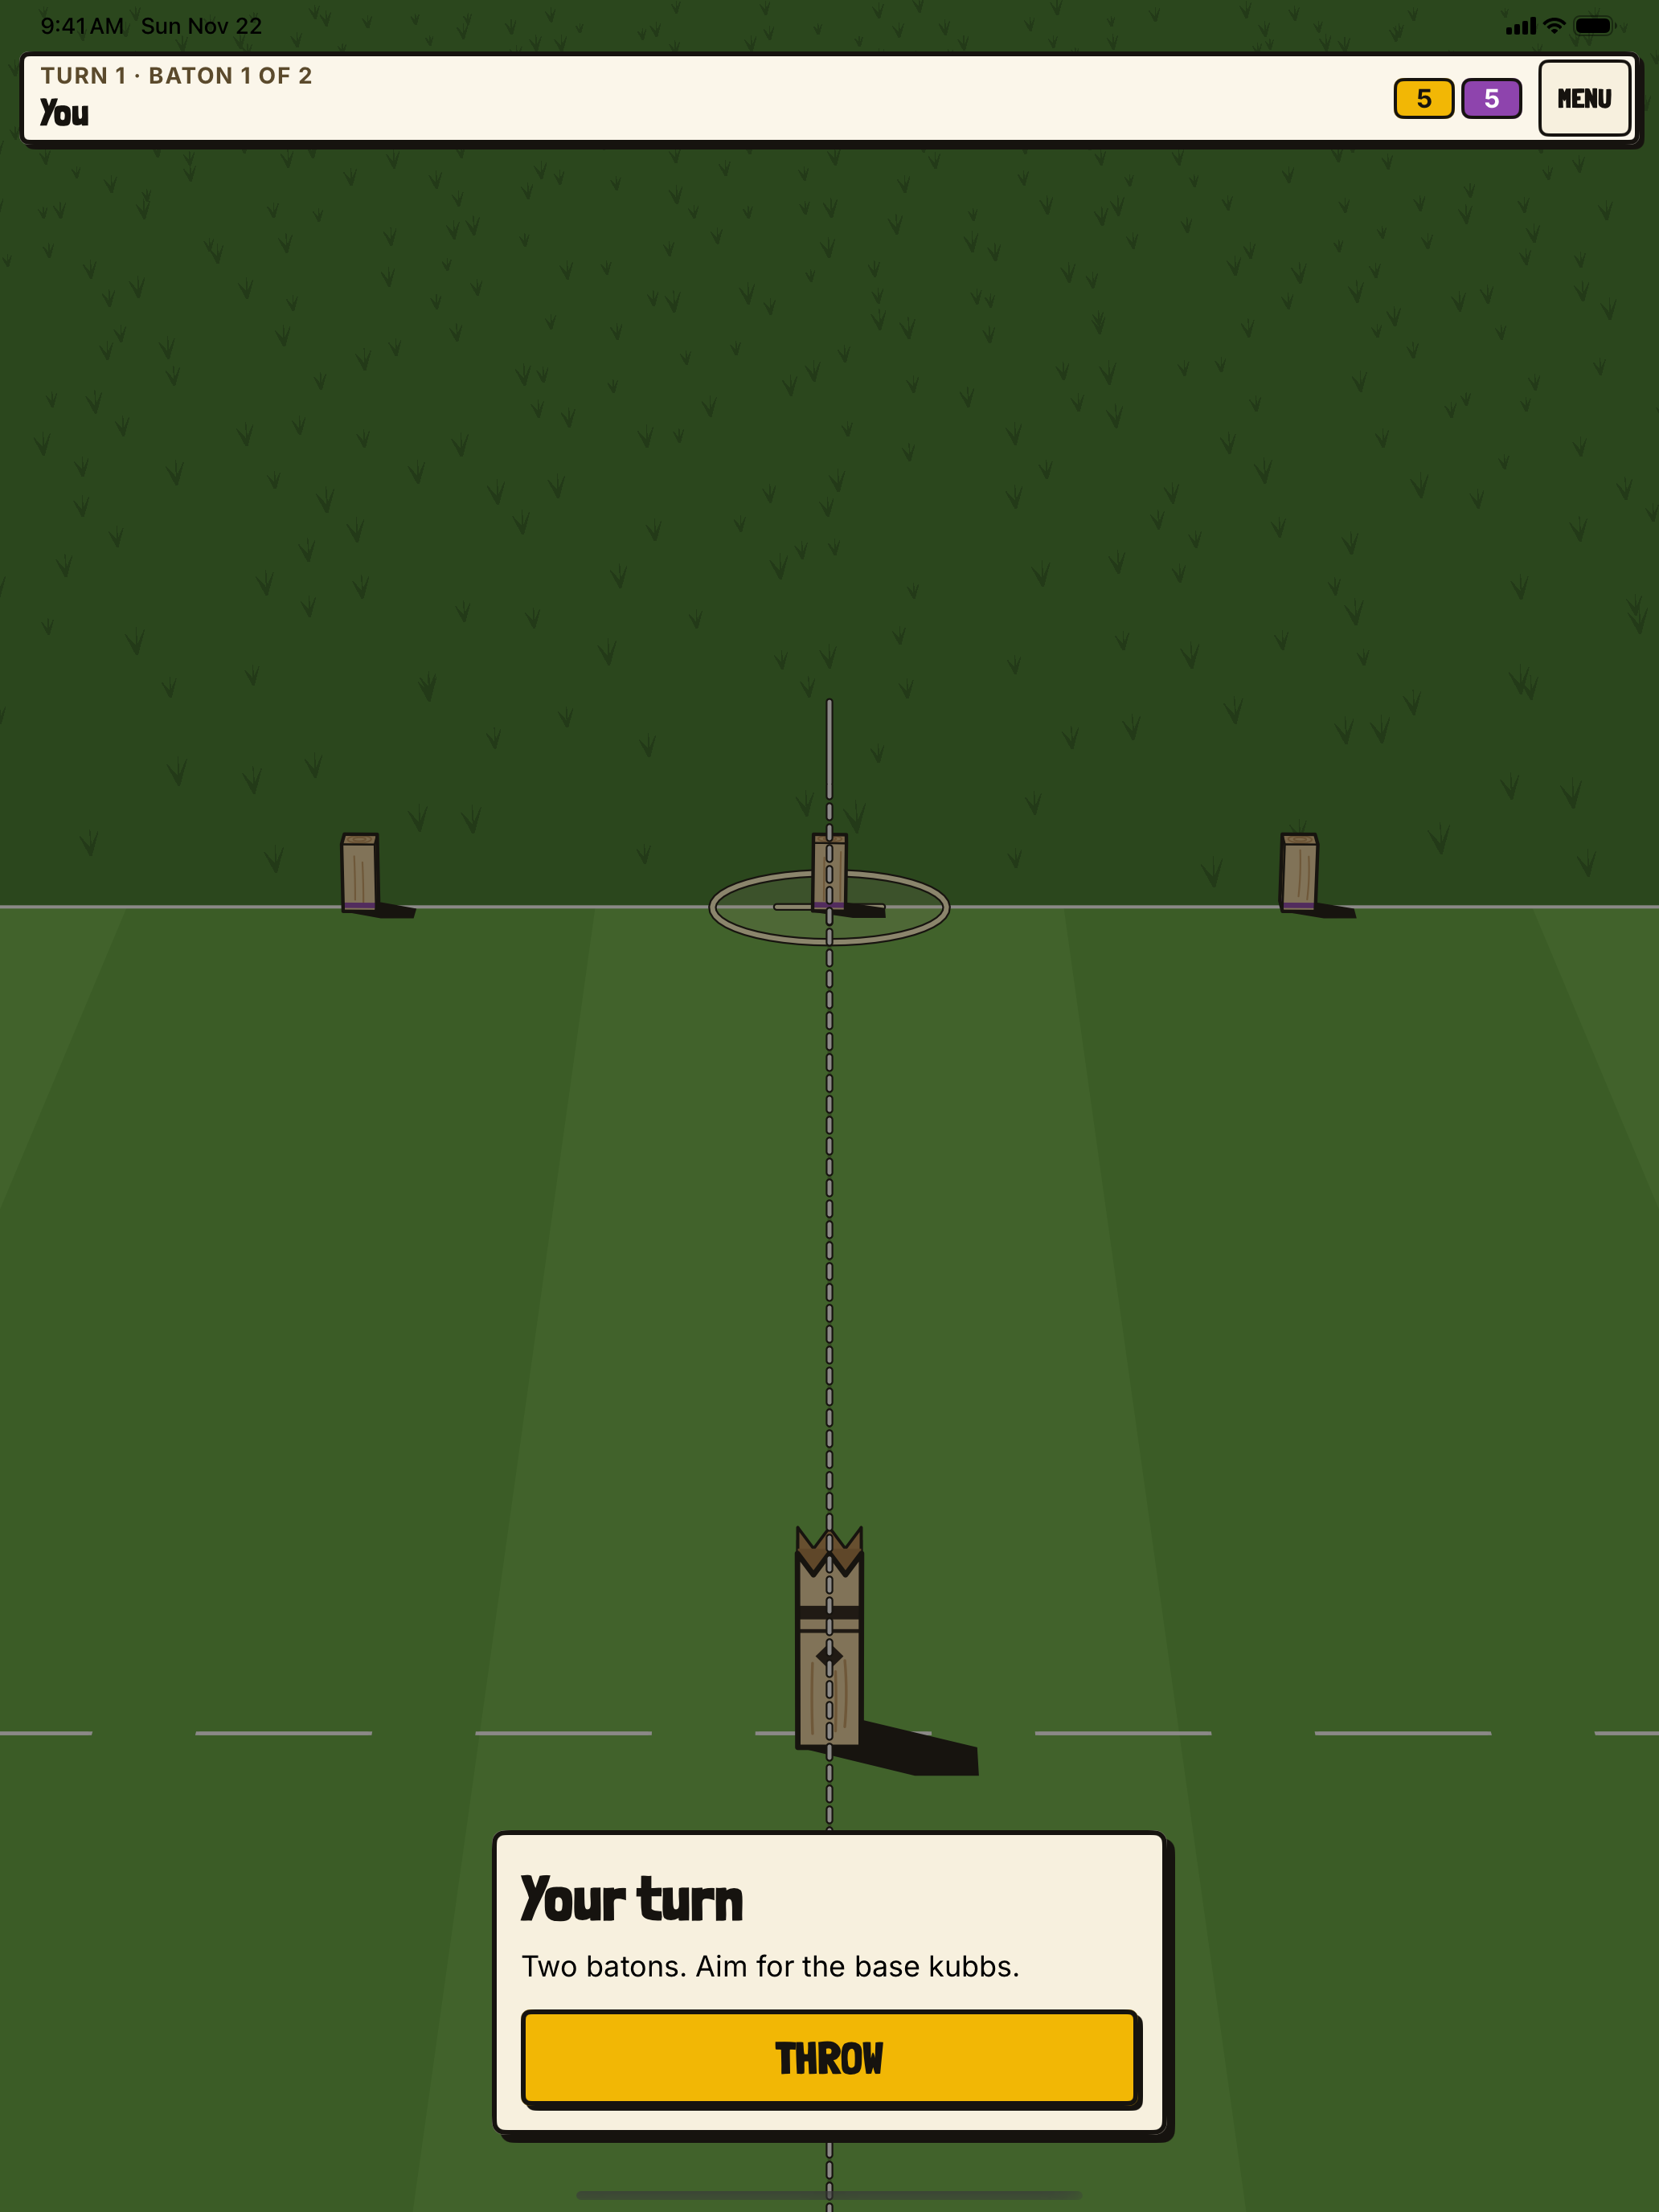 9:41 AM Sun Nov 22
TURN 1 · BATON 1 OF 2
You
5 5 MENU
Your turn
Two batons. Aim for the base kubbs.
THROW